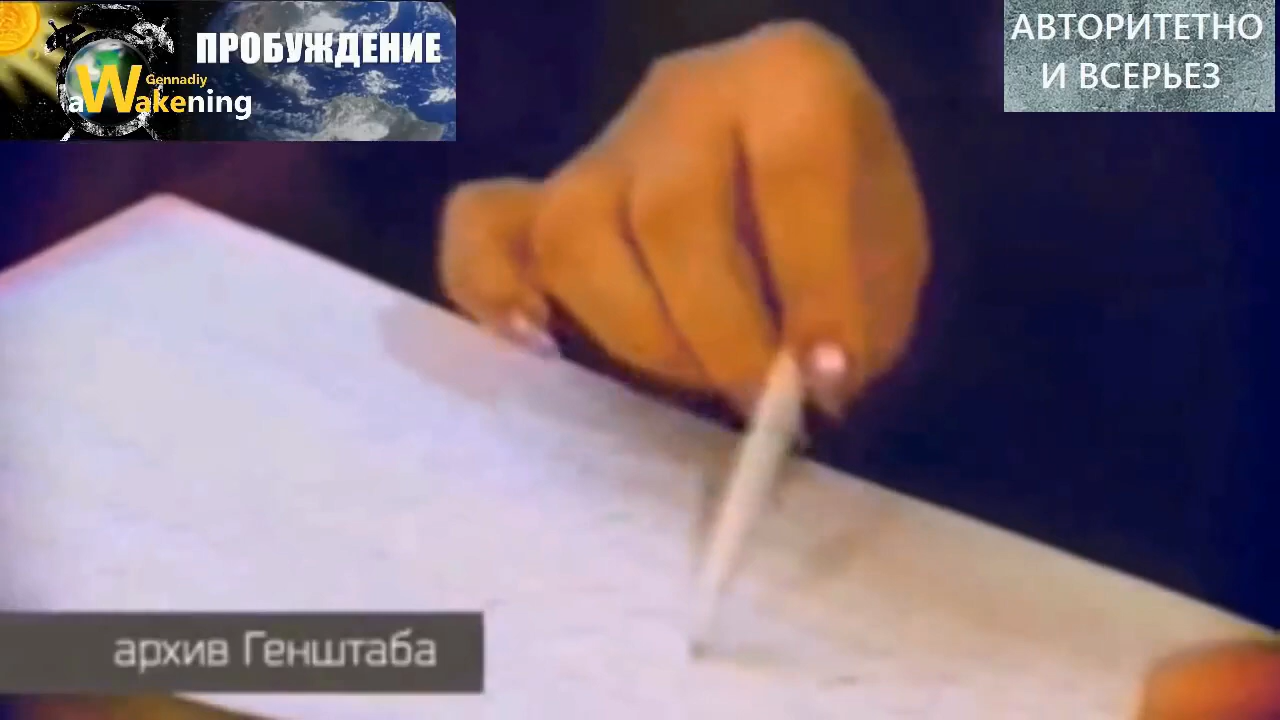 ПРОБУЖДЕНИЕ
Gennadiy
aWakening
АВТОРИТЕТНО
И ВСЕРЬЕЗ
архив Генштаба